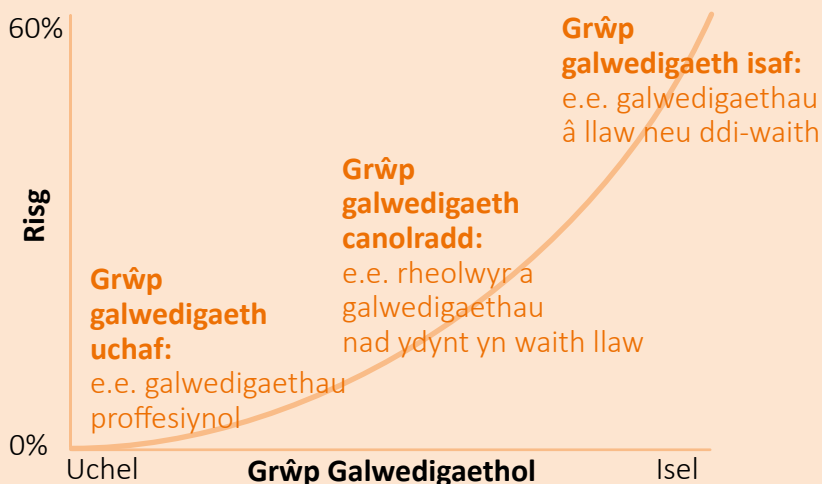 60%
Grŵp
galwedigaeth isaf:
e.e. galwedigaethau
â llaw neu ddi-waith
Grŵp
galwedigaeth
canolradd:
e.e. rheolwyr a
galwedigaethau
nad ydynt yn waith llaw
Risg
Grŵp
galwedigaeth
uchaf:
e.e. galwedigaethau
proffesiynol
0%
Uchel
Grŵp Galwedigaethol
Isel